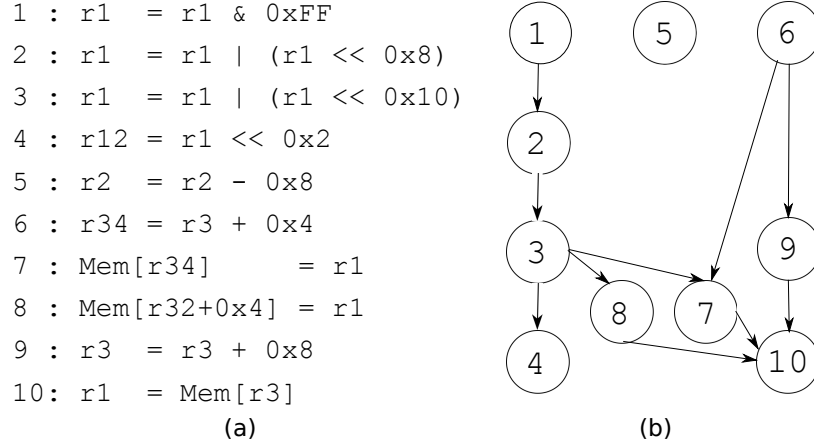 1 : r1 = r1 & 0xFF
2 : r1 = r1 | (r1 << 0x8)
3 : r1 = r1 | (r1 << 0x10)
4 : r12 = r1 << 0x2
5 : r2 = r2 - 0x8
6 : r34 = r3 + 0x4
7 : Mem[r34] = r1
8 : Mem[r32+0x4] = r1
9 : r3 = r3 + 0x8
10: r1 = Mem[r3]
(a)
1 5 6
2
3 9
8 7
4 10
(b)